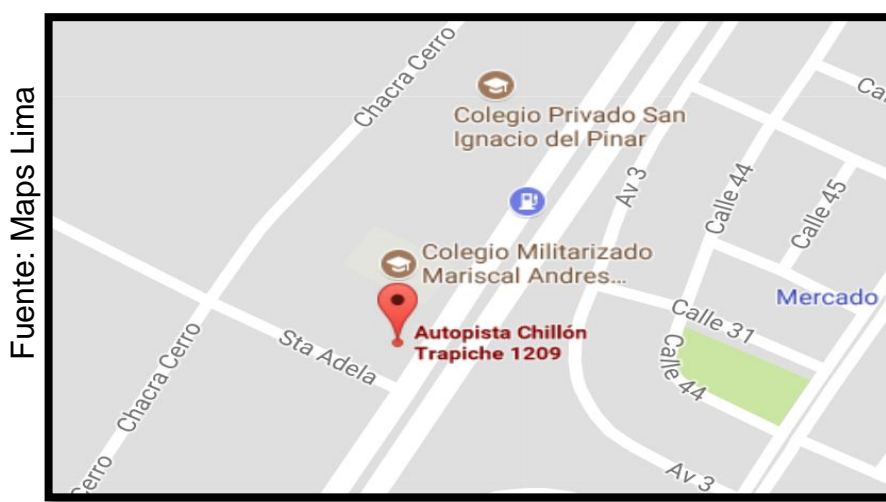 Fuente: Maps Lima
Chacra Cerro
Colegio Privado San
Ignacio del Pinar
Av 3
Calle 44
Calle 45
Colegio Militarizado
Mariscal Andres...
Mercado
Calle 31
Autopista Chillón
Trapiche 1209
Sta Adela
Chacra Cerro
Calle 44
Cerro
Av 3